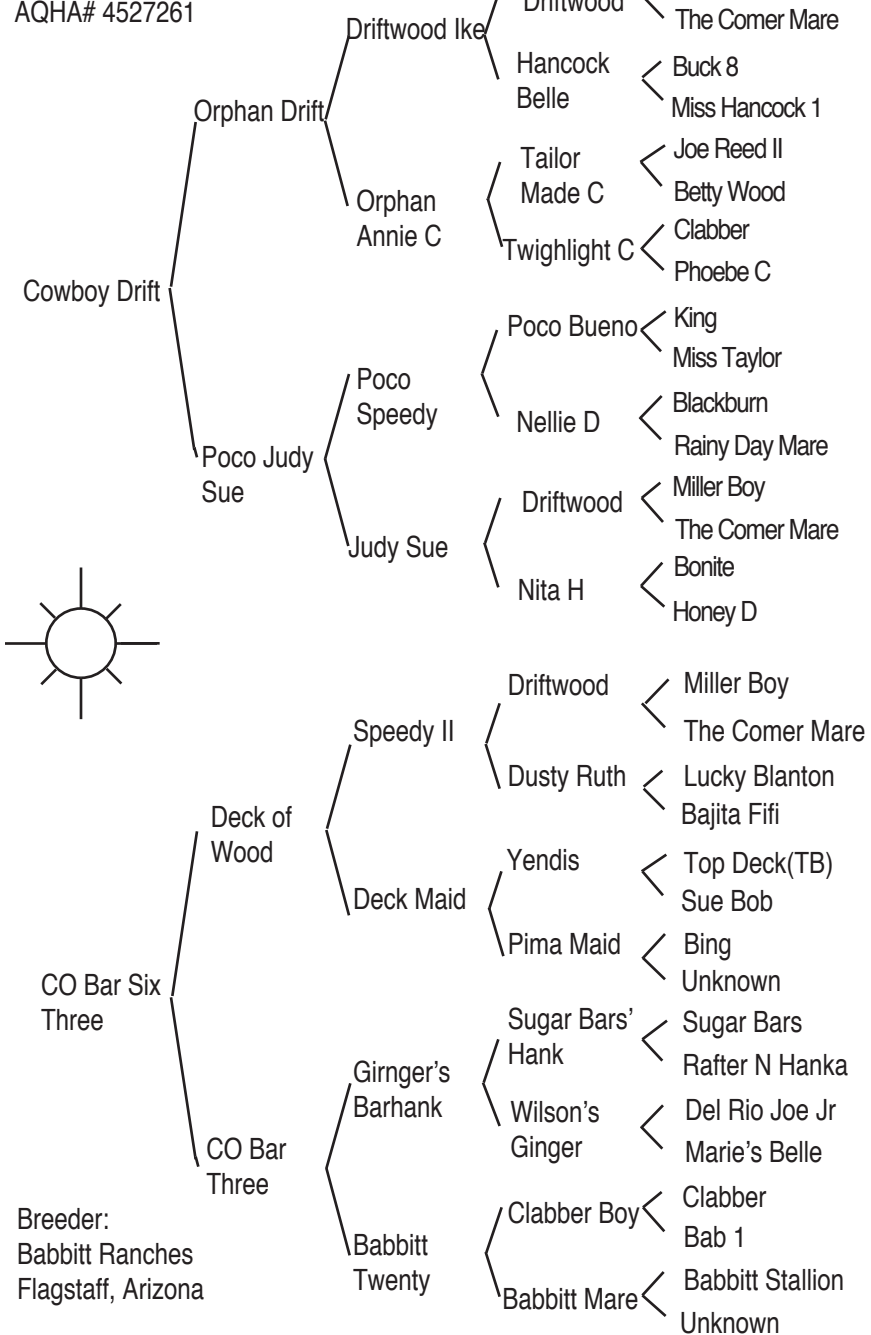 AQHA# 4527261
Driftwood
The Comer Mare
Driftwood Ike
Hancock
Belle
Buck 8
Miss Hancock 1
Orphan Drift
Tailor
Made C
Joe Reed II
Betty Wood
Orphan
Annie C
Twighlight C
Clabber
Phoebe C
Cowboy Drift
Poco Bueno
King
Miss Taylor
Poco
Speedy
Nellie D
Blackburn
Rainy Day Mare
Poco Judy
Sue
Driftwood
Miller Boy
The Comer Mare
Judy Sue
Nita H
Bonite
Honey D
Driftwood
Miller Boy
The Comer Mare
Speedy II
Dusty Ruth
Lucky Blanton
Bajita Fifi
Deck of
Wood
Yendis
Top Deck(TB)
Sue Bob
Deck Maid
Pima Maid
Bing
Unknown
CO Bar Six
Three
Sugar Bars’
Hank
Sugar Bars
Rafter N Hanka
Girnger’s
Barhank
Wilson’s
Ginger
Del Rio Joe Jr
Marie’s Belle
CO Bar
Three
Clabber Boy
Clabber
Bab 1
Babbitt
Twenty
Babbitt Mare
Babbitt Stallion
Unknown
Breeder:
Babbitt Ranches
Flagstaff, Arizona